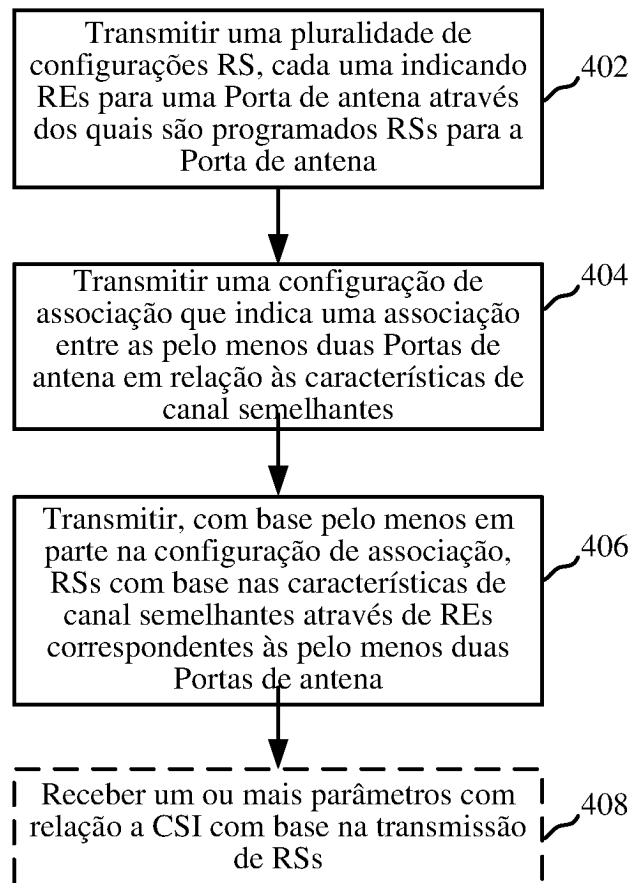 Transmitir uma pluralidade de
configurações RS, cada uma indicando
REs para uma Porta de antena através
dos quais são programados RSs para a
Porta de antena
402
Transmitir uma configuração de
associação que indica uma associação
entre as pelo menos duas Portas de
antena em relação às características de
canal semelhantes
404
Transmitir, com base pelo menos em
parte na configuração de associação,
RSs com base nas características de
canal semelhantes através de REs
correspondentes às pelo menos duas
Portas de antena
406
Receber um ou mais parâmetros com
relação a CSI com base na transmissão
de RSs
408